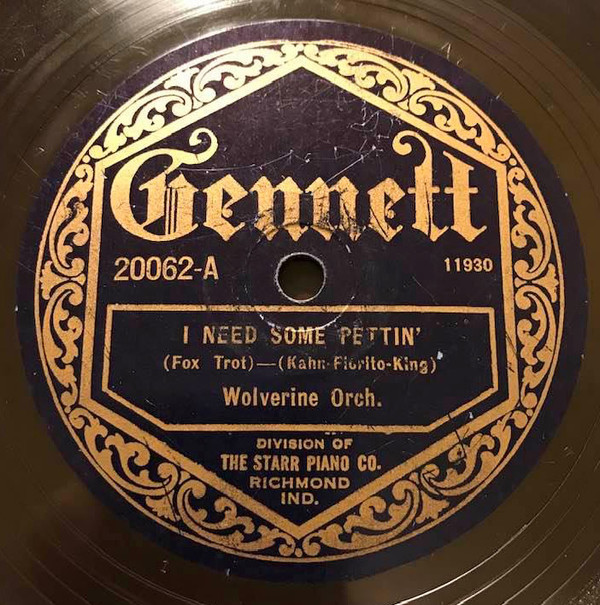 Gennett
20062-A 11930
I NEED SOME PETTIN'
(Fox Trot)—(Kahn-Fiorito-King)
Wolverine Orch.
DIVISION OF
THE STARR PIANO CO.
RICHMOND
IND.